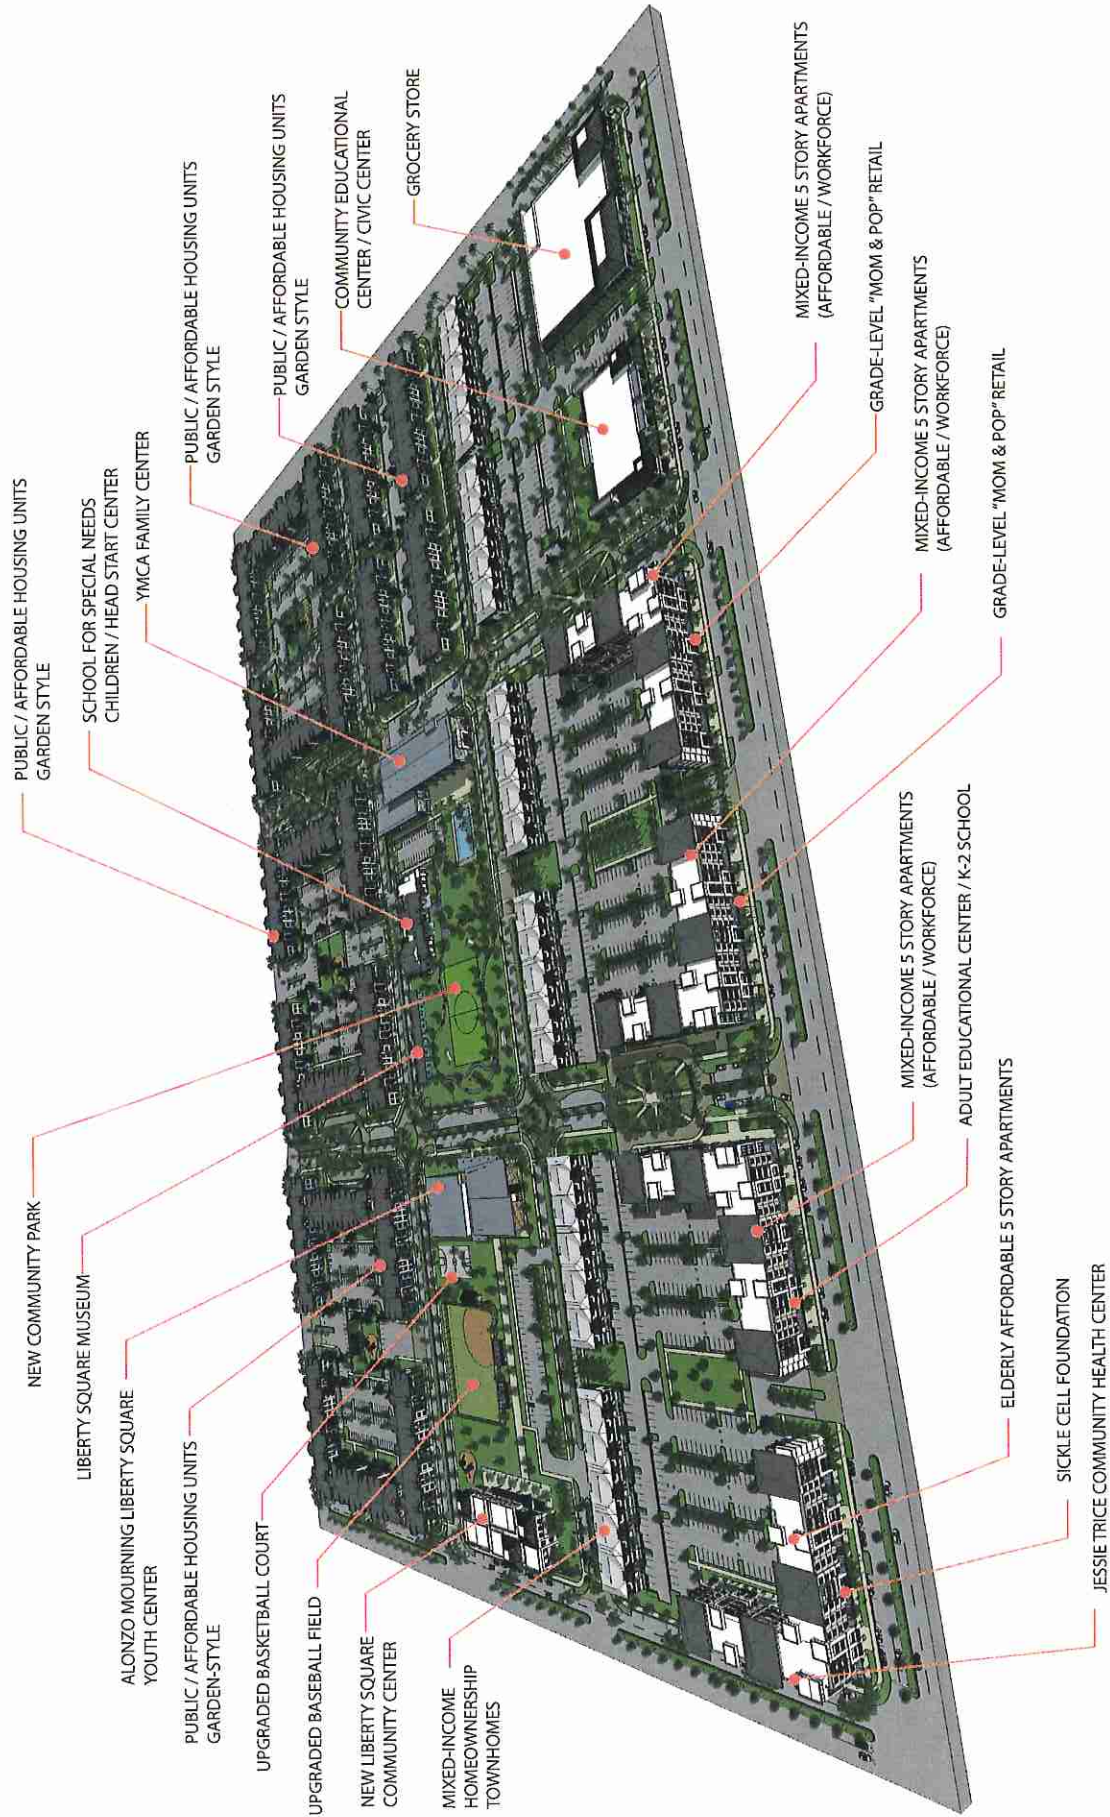 NEW COMMUNITY PARK
LIBERTY SQUARE MUSEUM
ALONZO MOURNING LIBERTY SQUARE
YOUTH CENTER
PUBLIC / AFFORDABLE HOUSING UNITS
GARDEN-STYLE
UPGRADED BASKETBALL COURT
UPGRADED BASEBALL FIELD
NEW LIBERTY SQUARE
COMMUNITY CENTER
MIXED-INCOME
HOMEOWNERSHIP
TOWNHOMES
PUBLIC / AFFORDABLE HOUSING UNITS
GARDEN STYLE
SCHOOL FOR SPECIAL NEEDS
CHILDREN / HEAD START CENTER
YMCA FAMILY CENTER
PUBLIC / AFFORDABLE HOUSING UNITS
GARDEN STYLE
PUBLIC / AFFORDABLE HOUSING UNITS
GARDEN STYLE
COMMUNITY EDUCATIONAL
CENTER / CIVIC CENTER
GROCERY STORE
MIXED-INCOME 5 STORY APARTMENTS
(AFFORDABLE / WORKFORCE)
GRADE-LEVEL "MOM & POP" RETAIL
MIXED-INCOME 5 STORY APARTMENTS
(AFFORDABLE / WORKFORCE)
GRADE-LEVEL "MOM & POP" RETAIL
MIXED-INCOME 5 STORY APARTMENTS
(AFFORDABLE / WORKFORCE)
ADULT EDUCATIONAL CENTER / K-2 SCHOOL
ELDERLY AFFORDABLE 5 STORY APARTMENTS
SICKLE CELL FOUNDATION
JESSIE TRICE COMMUNITY HEALTH CENTER